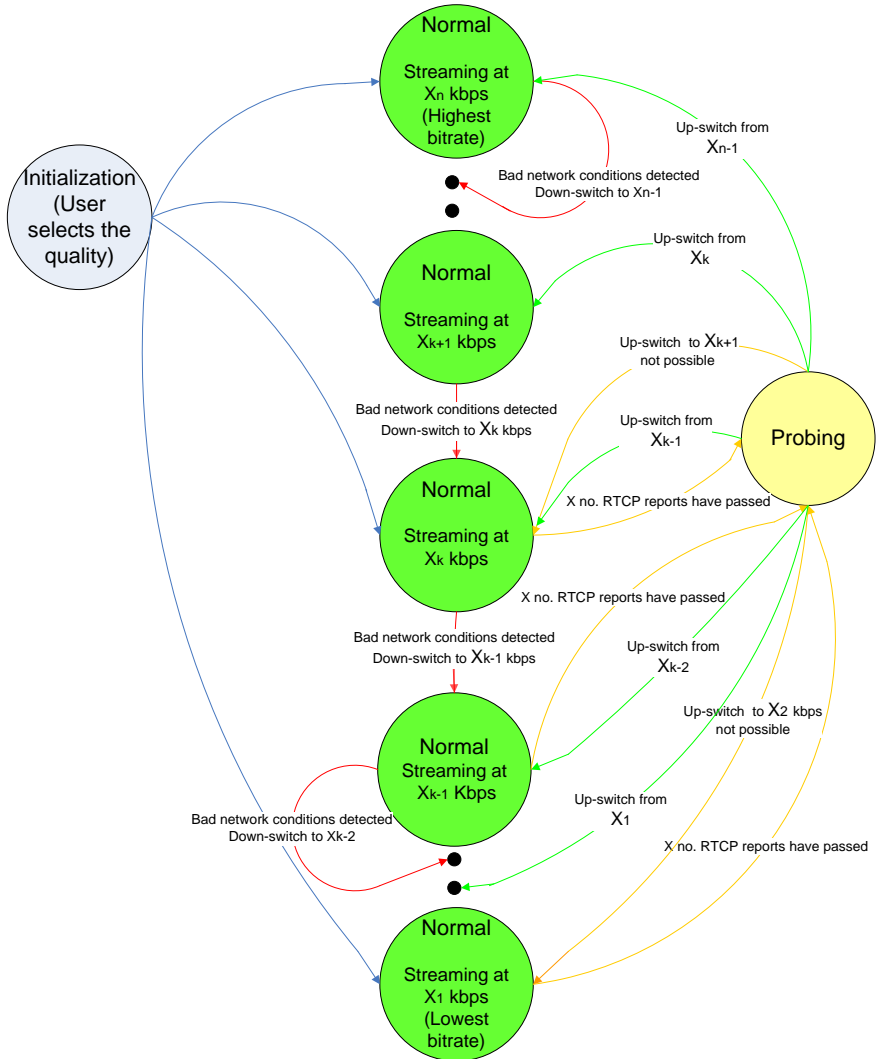 Normal
Streaming at
Xn kbps
(Highest
bitrate)
Up-switch from
Xn-1
Initialization
(User
selects the
quality)
Bad network conditions detected
Down-switch to Xn-1
Up-switch from
Xk
Normal
Streaming at
Xk+1 kbps
Up-switch to Xk+1
not possible
Bad network conditions detected
Down-switch to Xk kbps
Up-switch from
Xk-1
Probing
Normal
Streaming at
Xk kbps
X no. RTCP reports have passed
X no. RTCP reports have passed
Bad network conditions detected
Down-switch to Xk-1 kbps
Up-switch from
Xk-2
Up-switch to X2 kbps
not possible
Normal
Streaming at
Xk-1 Kbps
Bad network conditions detected
Down-switch to Xk-2
Up-switch from
X1
X no. RTCP reports have passed
Normal
Streaming at
X1 kbps
(Lowest
bitrate)